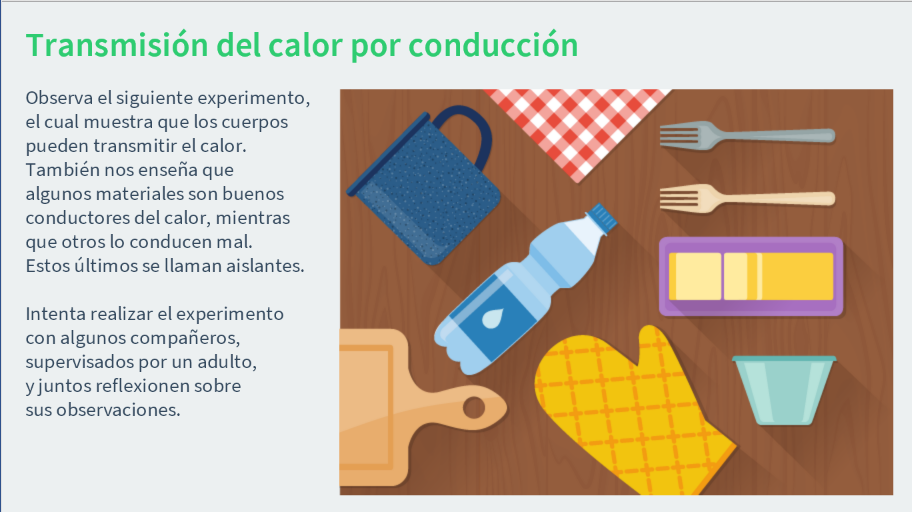 Transmisión del calor por conducción
Observa el siguiente experimento,
el cual muestra que los cuerpos
pueden transmitir el calor.
También nos enseña que
algunos materiales son buenos
conductores del calor, mientras
que otros lo conducen mal.
Estos últimos se llaman aislantes.
Intenta realizar el experimento
con algunos compañeros,
supervisados por un adulto,
y juntos reflexionen sobre
sus observaciones.